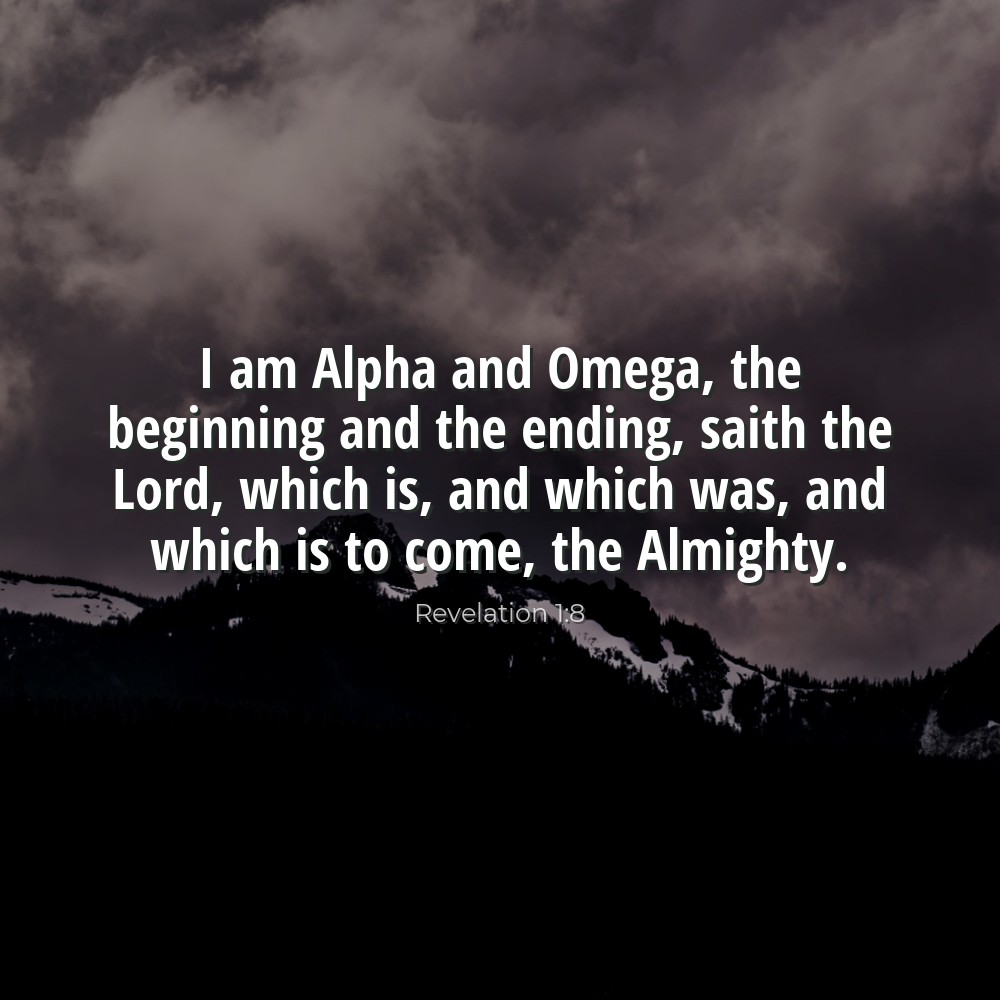 I am Alpha and Omega, the
beginning and the ending, saith the
Lord, which is, and which was, and
which is to come, the Almighty.
Revelation 1:8